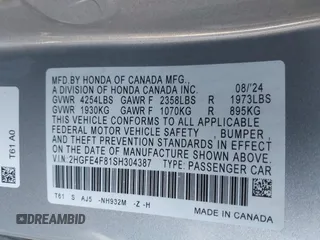 MFD BY HONDA OF CANADA MFG.,
A DIVISION OF HONDA CANADA INC. 08/'24
GVWR 4254LBS GAWR F 2358LBS R 1973LBS
GVWR 1930KG GAWR F 1070KG R 895KG
THIS VEHICLE CONFORMS TO ALL APPLICABLE
FEDERAL MOTOR VEHICLE SAFETY, BUMPER,
AND THEFT PREVENTION STANDARDS IN
EFFECT ON THE DATE OF MANUFACTURE
SHOWN ABOVE.
V.I.N: 2HGFE4F81SH304387 TYPE: PASSENGER CAR
T61 S AJ5 -NH932M -Z -H
MADE IN CANADA
T61 A0
DREAMBID